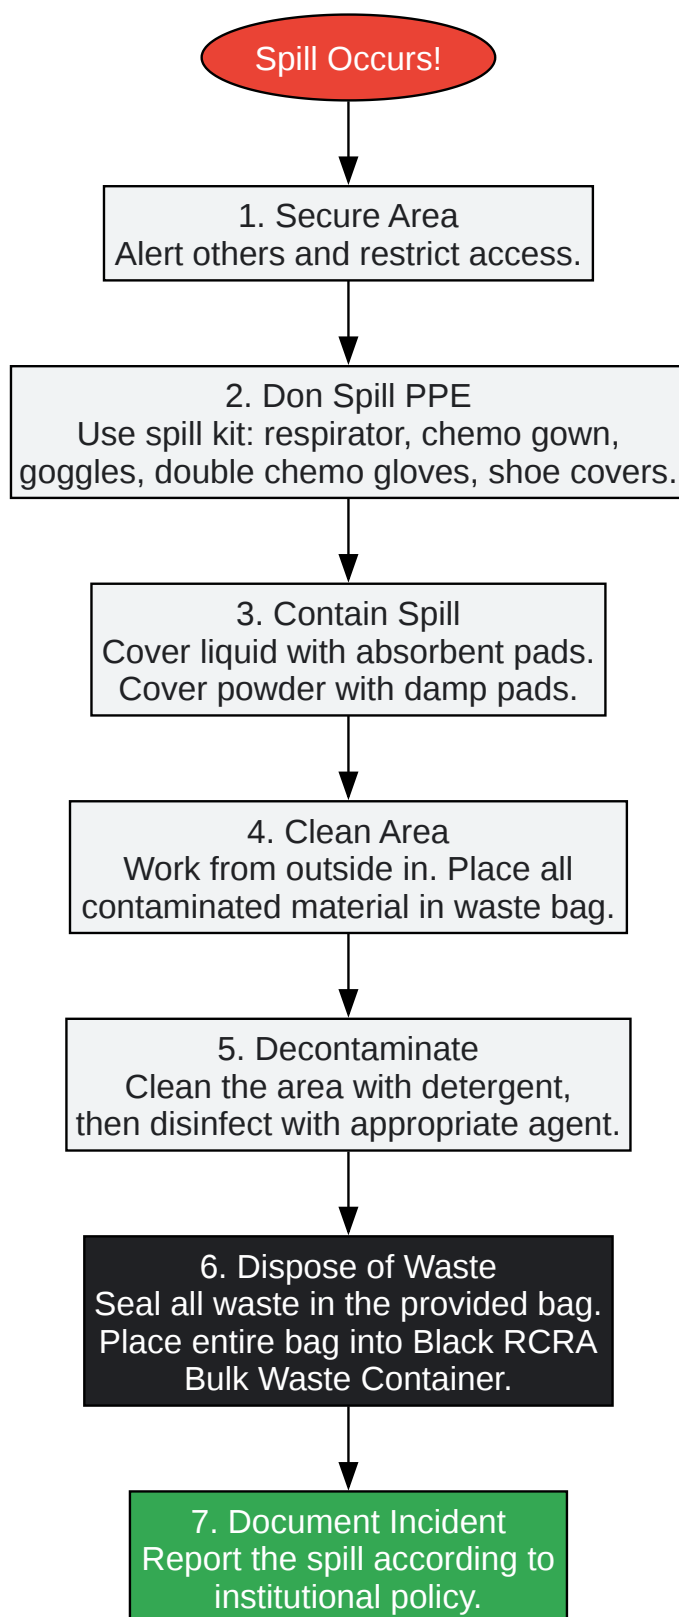 Spill Occurs!
1. Secure Area
Alert others and restrict access.
2. Don Spill PPE
Use spill kit: respirator, chemo gown,
goggles, double chemo gloves, shoe covers.
3. Contain Spill
Cover liquid with absorbent pads.
Cover powder with damp pads.
4. Clean Area
Work from outside in. Place all
contaminated material in waste bag.
5. Decontaminate
Clean the area with detergent,
then disinfect with appropriate agent.
6. Dispose of Waste
Seal all waste in the provided bag.
Place entire bag into Black RCRA
Bulk Waste Container.
7. Document Incident
Report the spill according to
institutional policy.